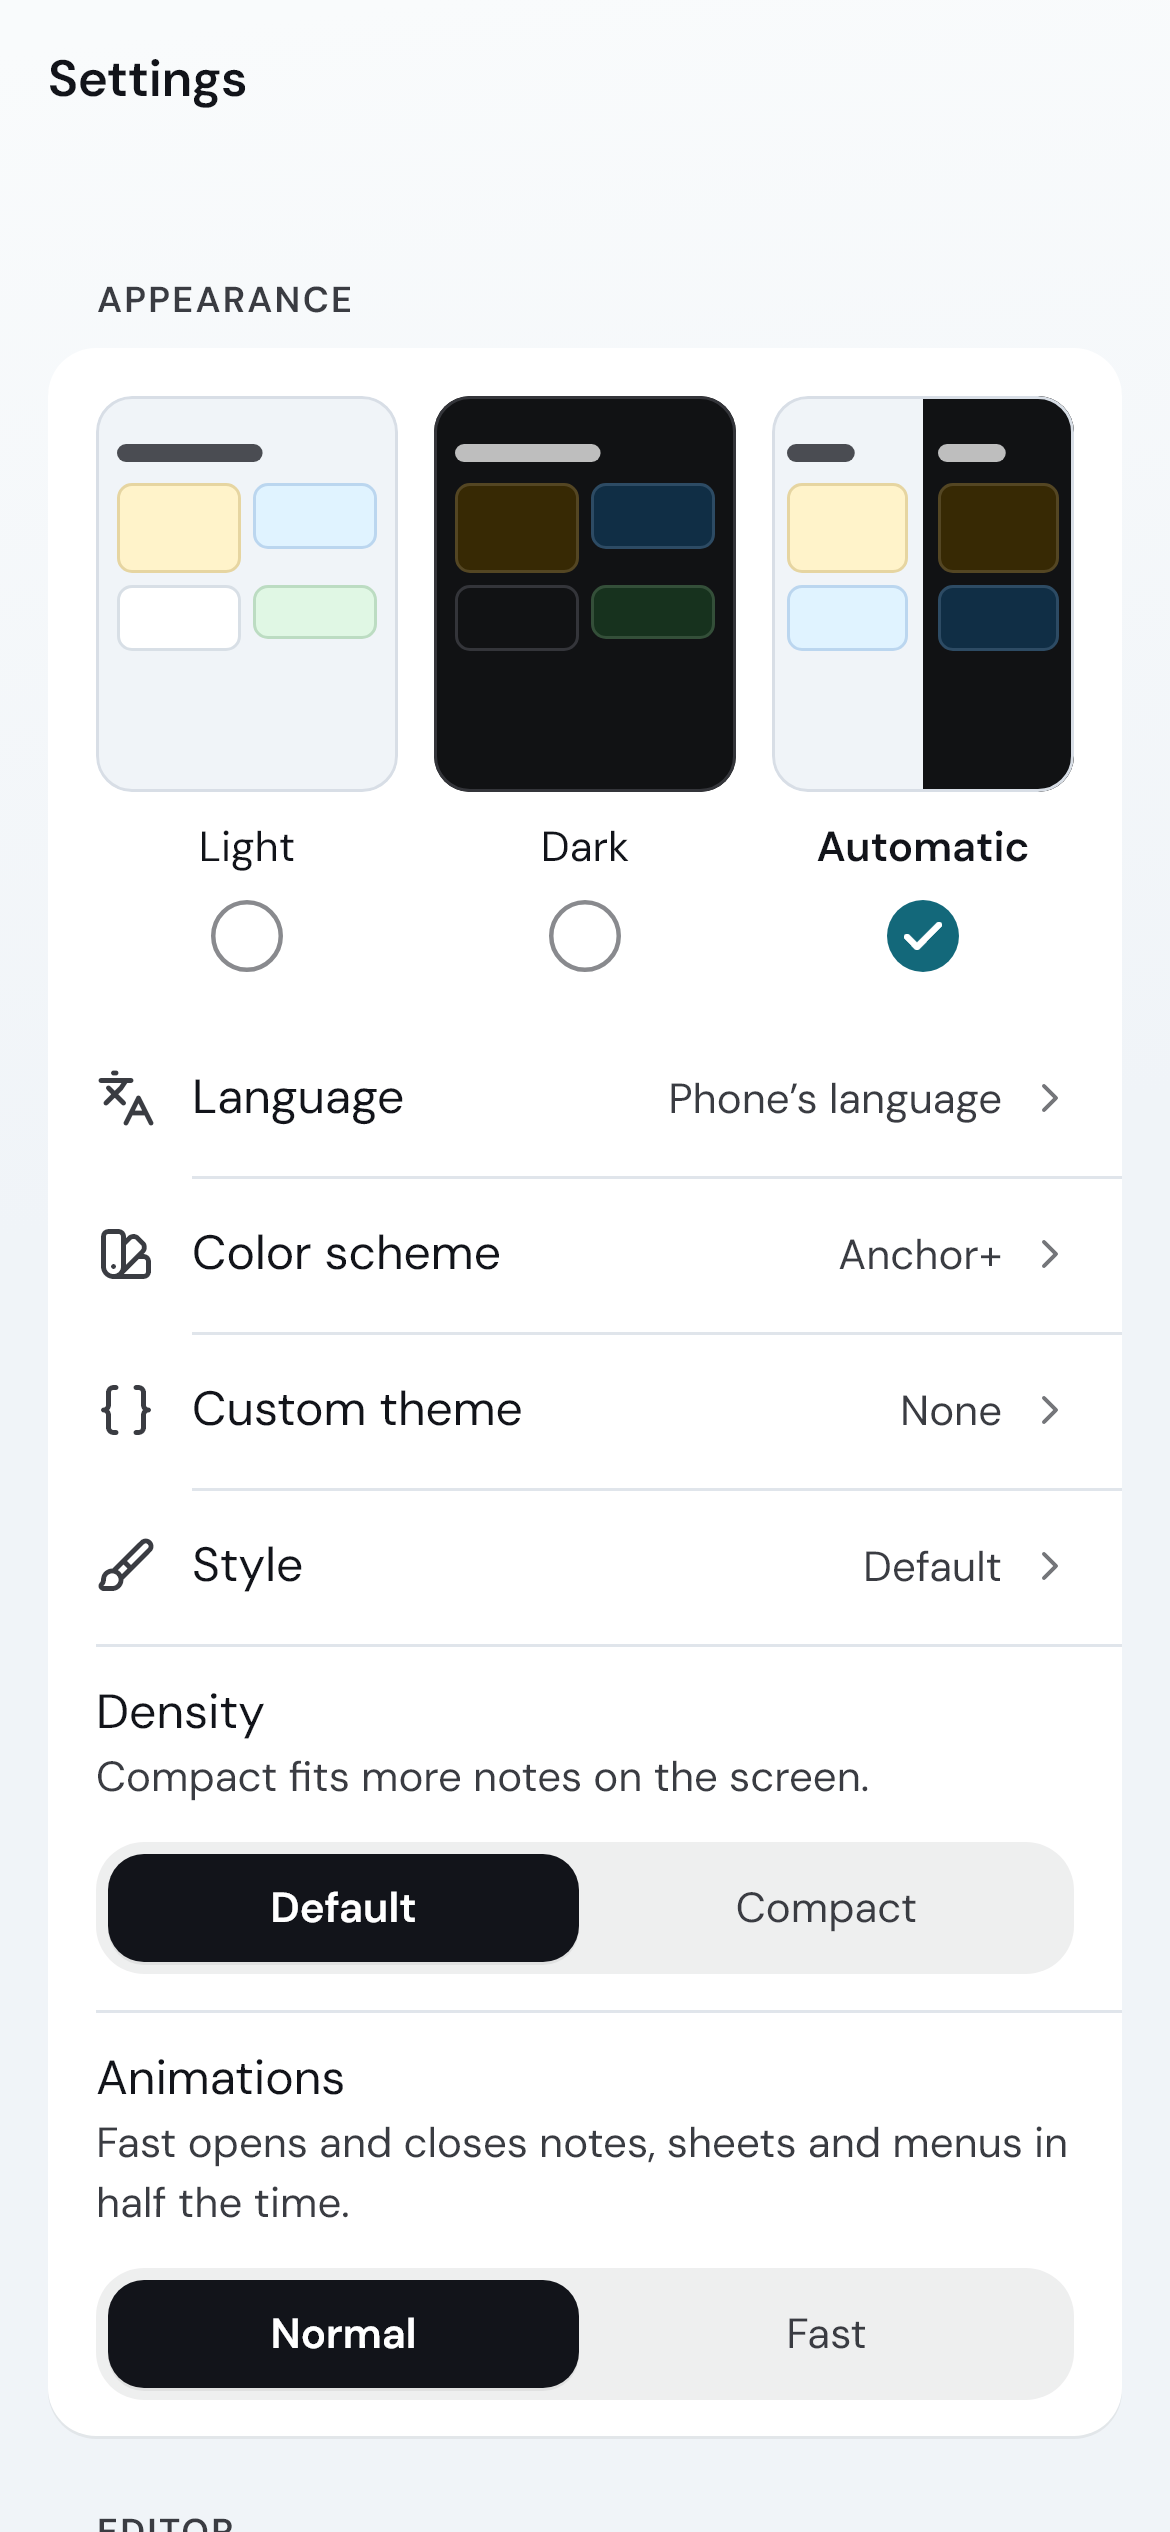 Settings
APPEARANCE
Light
Dark
Automatic
Language
Phone’s language
Color scheme
Anchor+
Custom theme
None
Style
Default
Density
Compact fits more notes on the screen.
Default
Compact
Animations
Fast opens and closes notes, sheets and menus in
half the time.
Normal
Fast
EDITOR